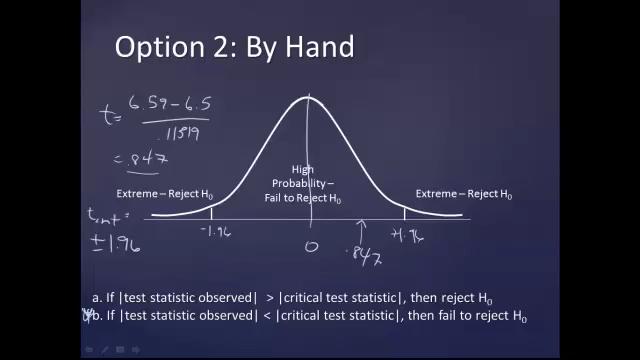 Option 2: By Hand
t = 6.59 – 6.5
.11519
= .847
High
Probability –
Fail to Reject H₀
Extreme – Reject H₀
Extreme – Reject H₀
t crit =
± 1.96
-1.96
0
.847
+1.96
a. If |test statistic observed| > |critical test statistic|, then reject H₀
b. If |test statistic observed| < |critical test statistic|, then fail to reject H₀